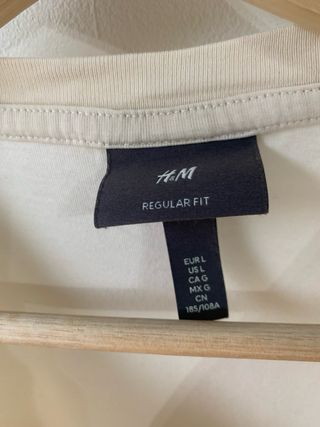 H&M
REGULAR FIT
EUR L
US L
CA G
MX G
CN
185/108A